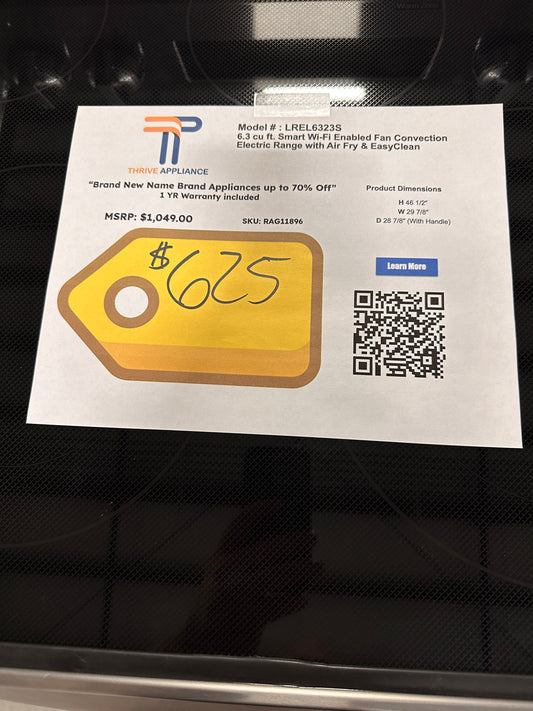 Warm Zone
Model # : LREL6323S
6.3 cu ft. Smart Wi-Fi Enabled Fan Convection
Electric Range with Air Fry & EasyClean
THRIVE APPLIANCE
"Brand New Name Brand Appliances up to 70% Off"
1 YR Warranty included
MSRP: $1,049.00
SKU: RAG11896
Product Dimensions
H 46 1/2"
W 29 7/8"
D 28 7/8" (With Handle)
$625
Learn More